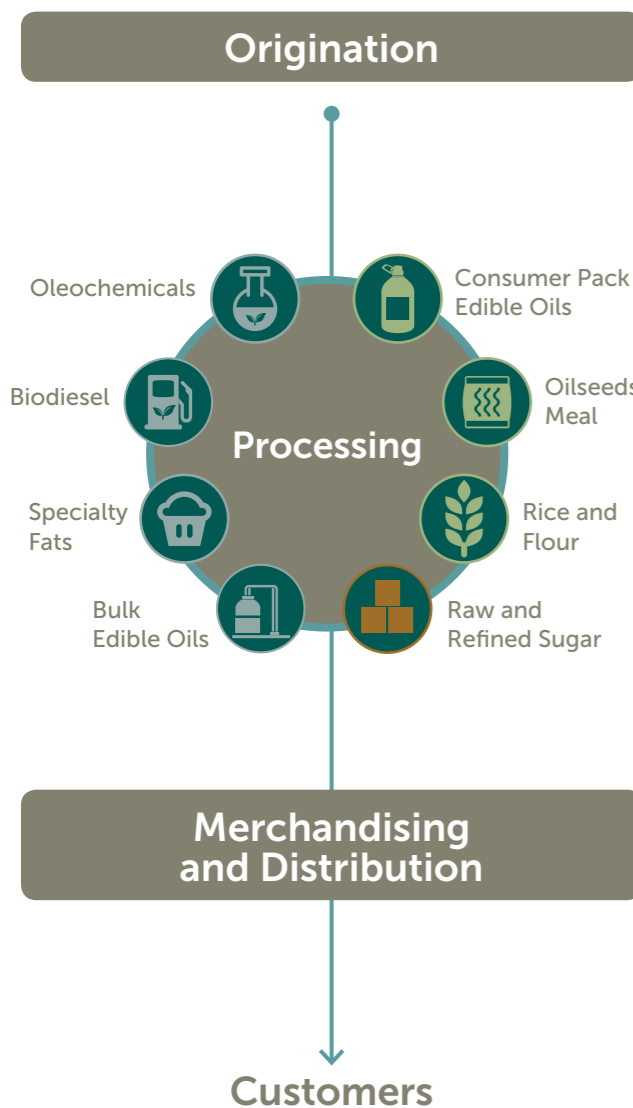 Origination
Oleochemicals
Consumer Pack
Edible Oils
Biodiesel
Oilseeds
Meal
Processing
Specialty
Fats
Rice and
Flour
Bulk
Edible Oils
Raw and
Refined Sugar
Merchandising
and Distribution
Customers